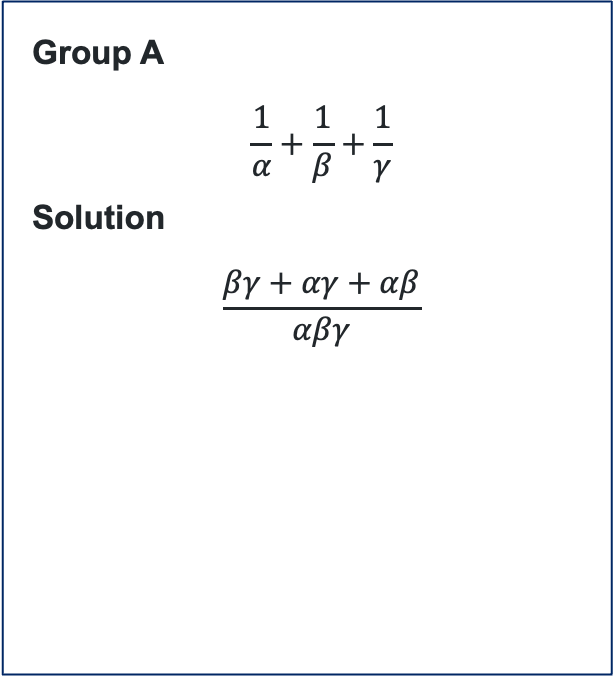 Group A
1/α + 1/β + 1/γ
Solution
(βγ + αγ + αβ)/(αβγ)